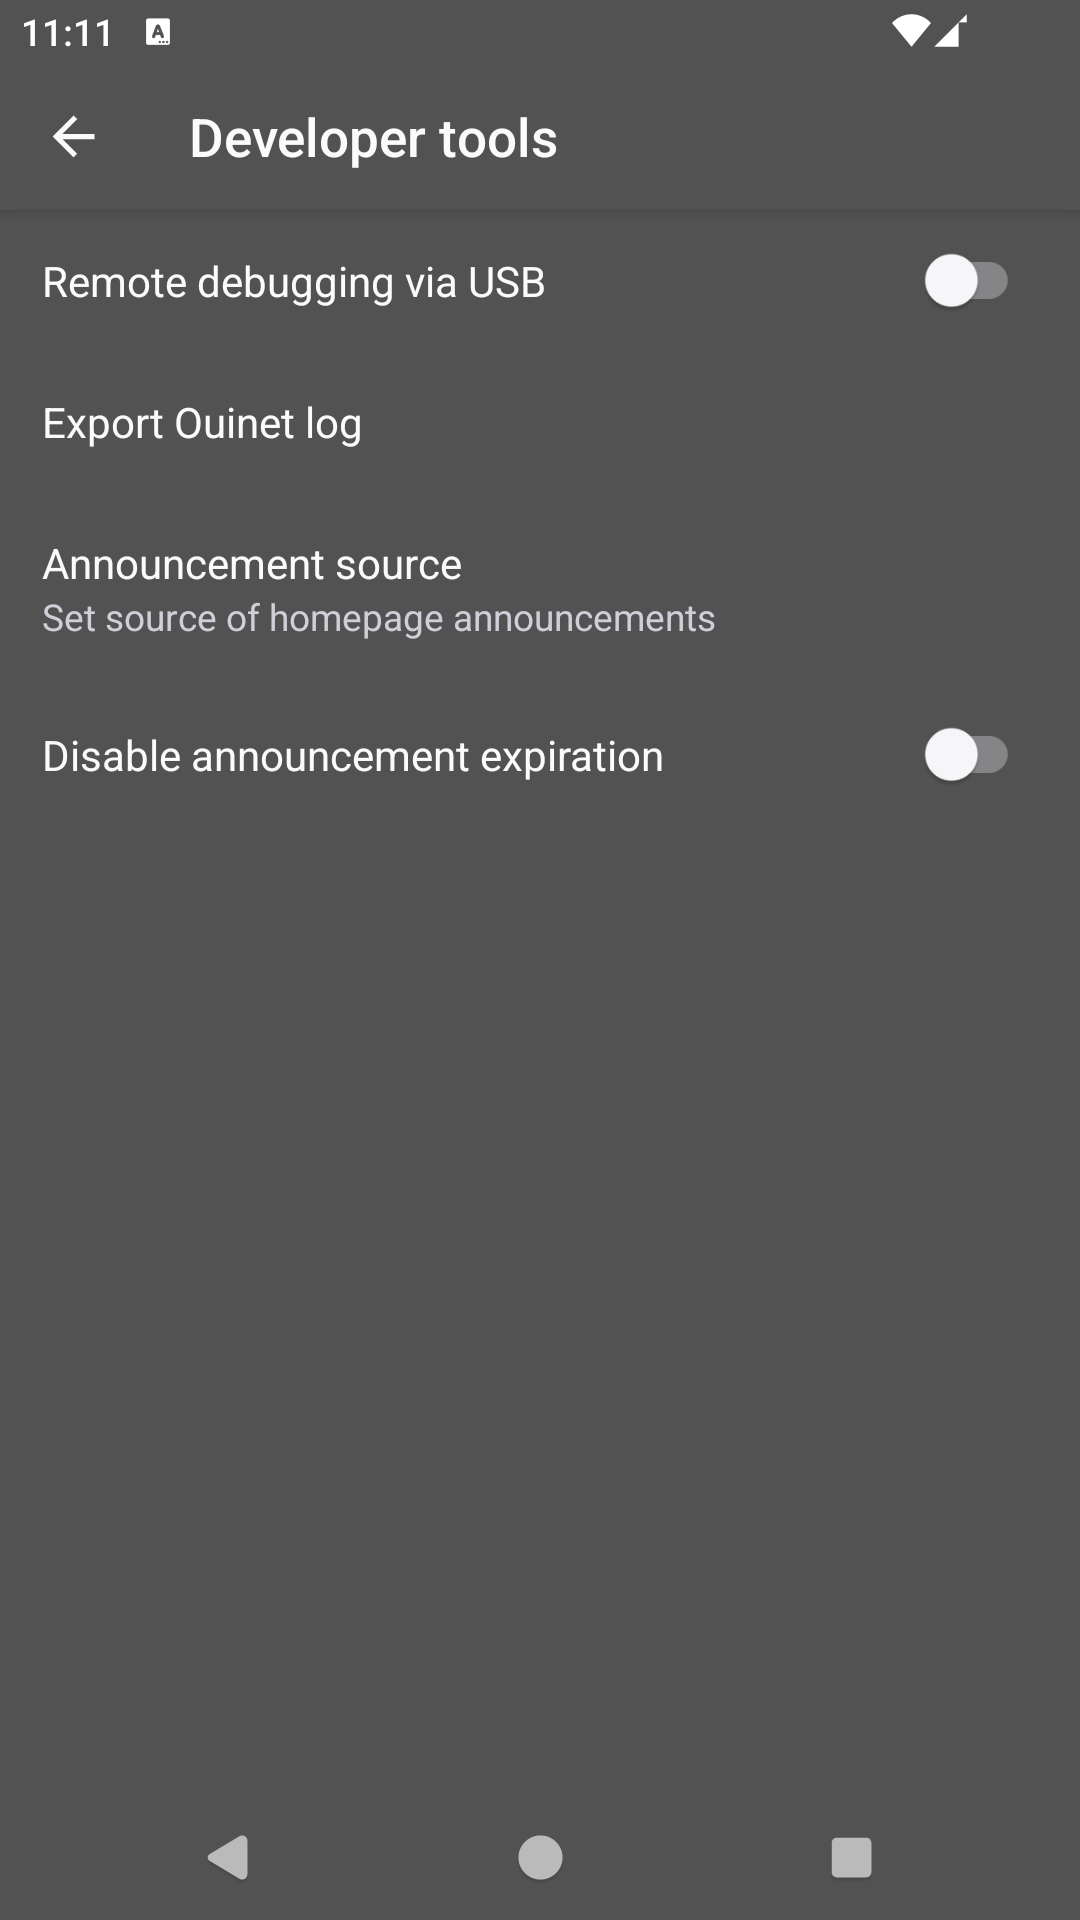 11:11
Developer tools
Remote debugging via USB
Export Ouinet log
Announcement source
Set source of homepage announcements
Disable announcement expiration